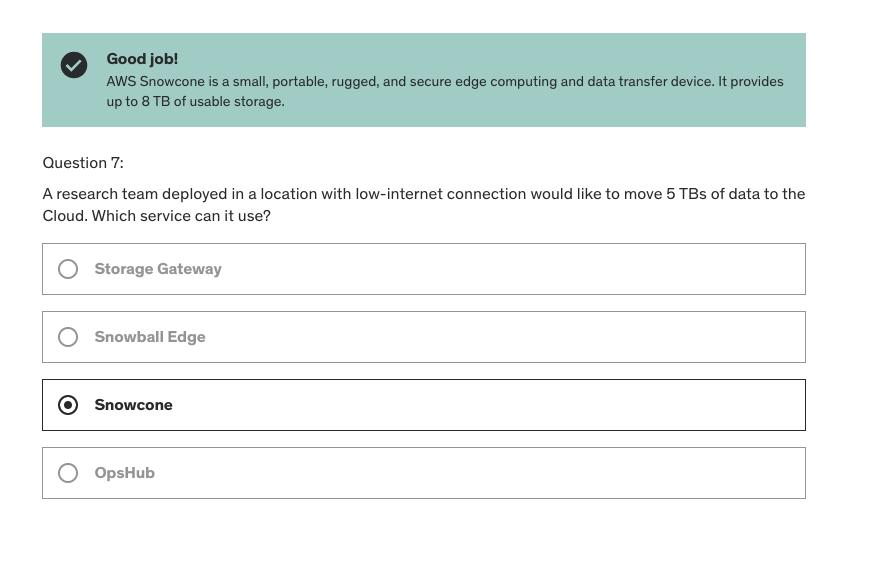 Good job!
AWS Snowcone is a small, portable, rugged, and secure edge computing and data transfer device. It provides
up to 8 TB of usable storage.
Question 7:
A research team deployed in a location with low-internet connection would like to move 5 TBs of data to the
Cloud. Which service can it use?
Storage Gateway
Snowball Edge
Snowcone
OpsHub